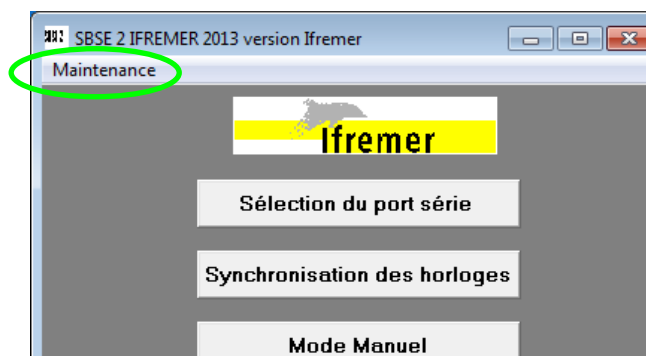 SBSE 2 IFREMER 2013 version Ifremer
Maintenance
Ifremer
Sélection du port série
Synchronisation des horloges
Mode Manuel